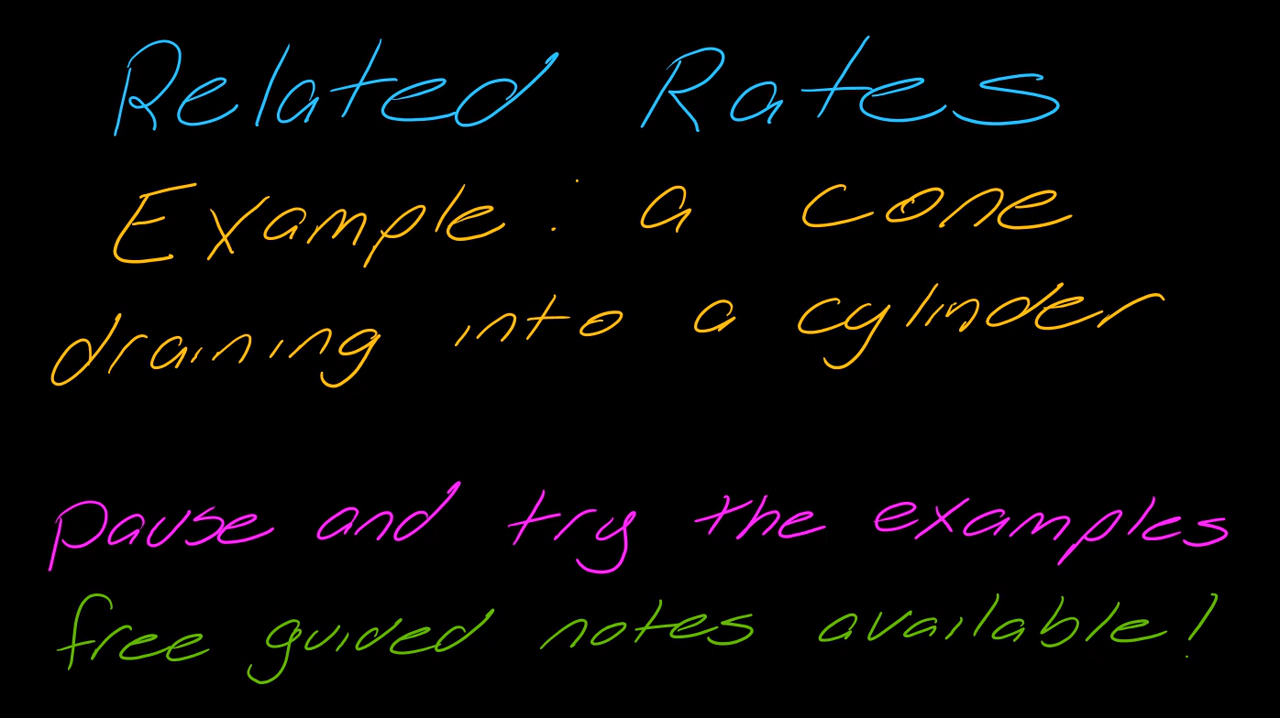 Related Rates
Example: a cone
draining into a cylinder
pause and try the examples
free guided notes available!